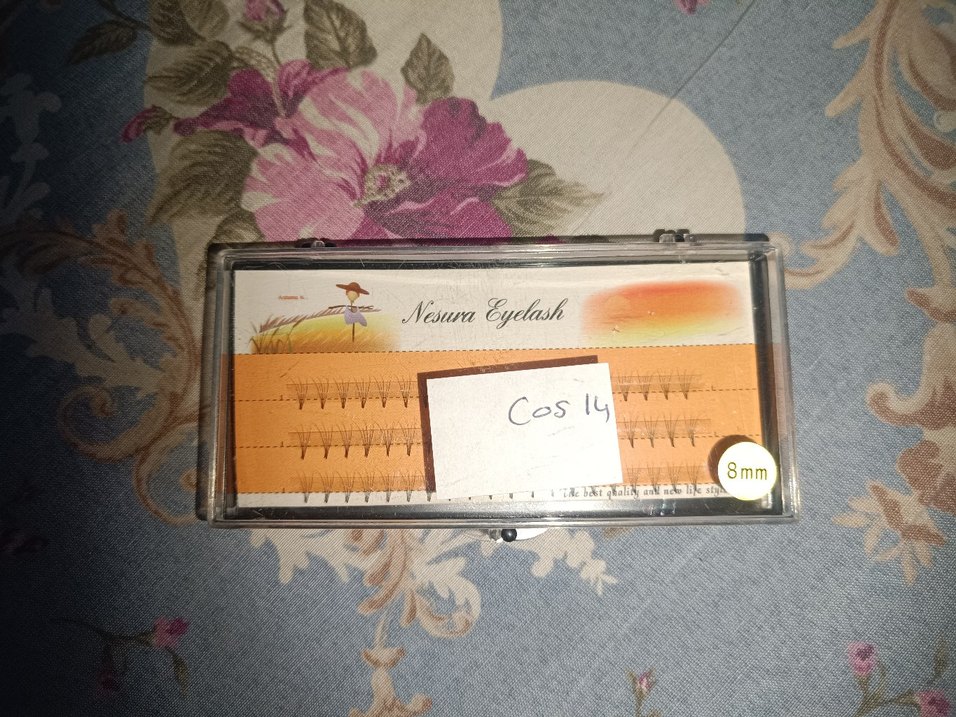 Nesura Eyelash
Cos 14
8mm
The best quality and new life style